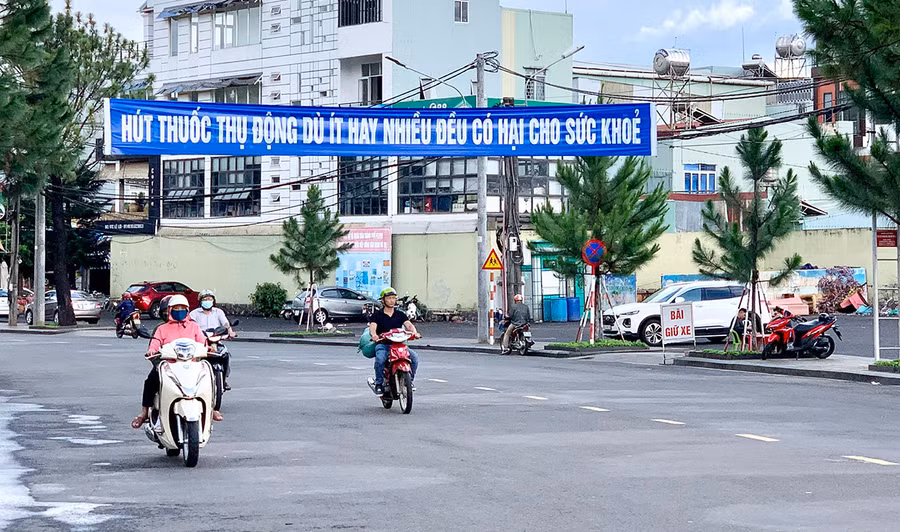 HÚT THUỐC THỤ ĐỘNG DÙ ÍT HAY NHIỀU ĐỀU CÓ HẠI CHO SỨC KHOẺ
BÃI
GIỮ XE